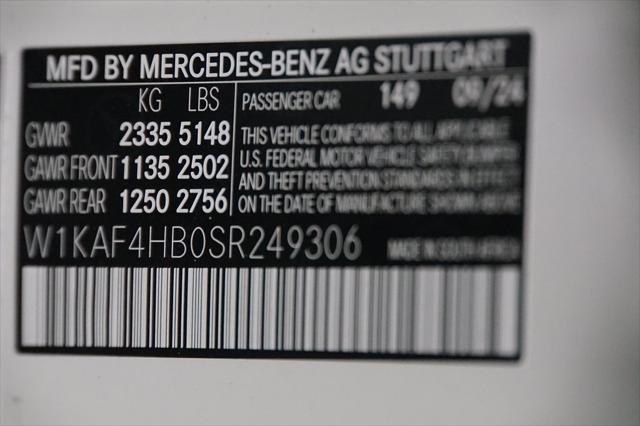 MFD BY MERCEDES-BENZ AG STUTTGART
KG LBS
GVWR 2335 5148
GAWR FRONT 1135 2502
GAWR REAR 1250 2756
PASSENGER CAR 149 09/24
THIS VEHICLE CONFORMS TO ALL APPLICABLE
U.S. FEDERAL MOTOR VEHICLE SAFETY BUMPER
AND THEFT PREVENTION STANDARDS IN EFFECT
ON THE DATE OF MANUFACTURE SHOWN ABOVE
W1KAF4HB0SR249306 MADE IN SOUTH AFRICA